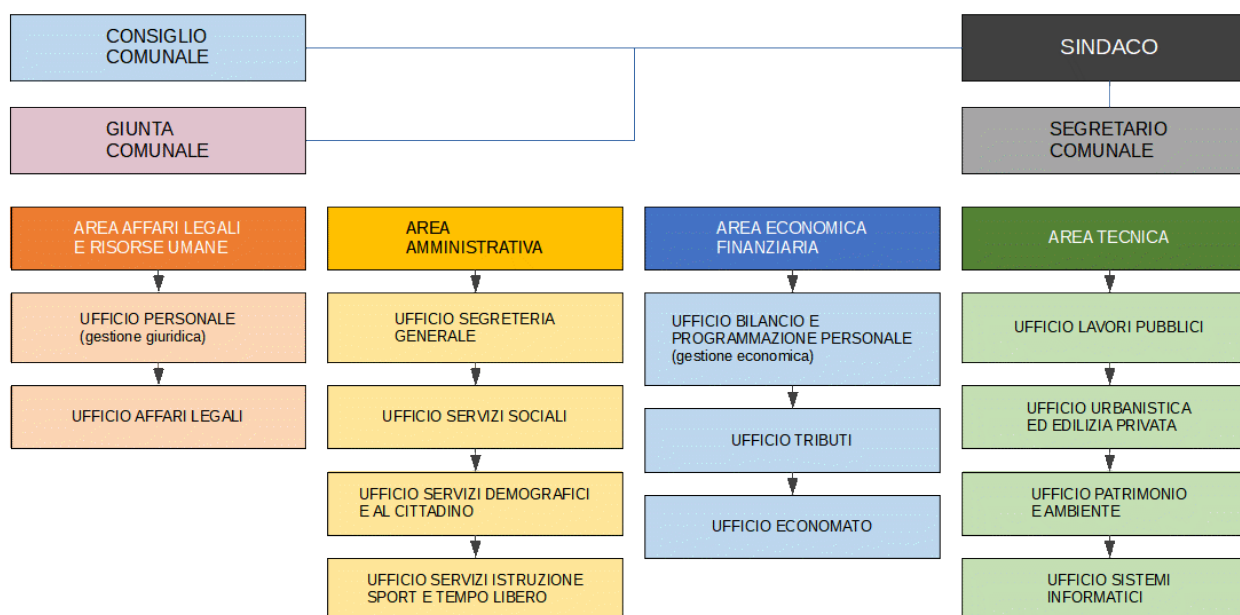 CONSIGLIO
COMUNALE
SINDACO
GIUNTA
COMUNALE
SEGRETARIO
COMUNALE
AREA AFFARI LEGALI
E RISORSE UMANE
UFFICIO PERSONALE
(gestione giuridica)
UFFICIO AFFARI LEGALI
AREA
AMMINISTRATIVA
UFFICIO SEGRETERIA
GENERALE
UFFICIO SERVIZI SOCIALI
UFFICIO SERVIZI DEMOGRAFICI
E AL CITTADINO
UFFICIO SERVIZI ISTRUZIONE
SPORT E TEMPO LIBERO
AREA ECONOMICA
FINANZIARIA
UFFICIO BILANCIO E
PROGRAMMAZIONE PERSONALE
(gestione economica)
UFFICIO TRIBUTI
UFFICIO ECONOMATO
AREA TECNICA
UFFICIO LAVORI PUBBLICI
UFFICIO URBANISTICA
ED EDILIZIA PRIVATA
UFFICIO PATRIMONIO
E AMBIENTE
UFFICIO SISTEMI
INFORMATICI